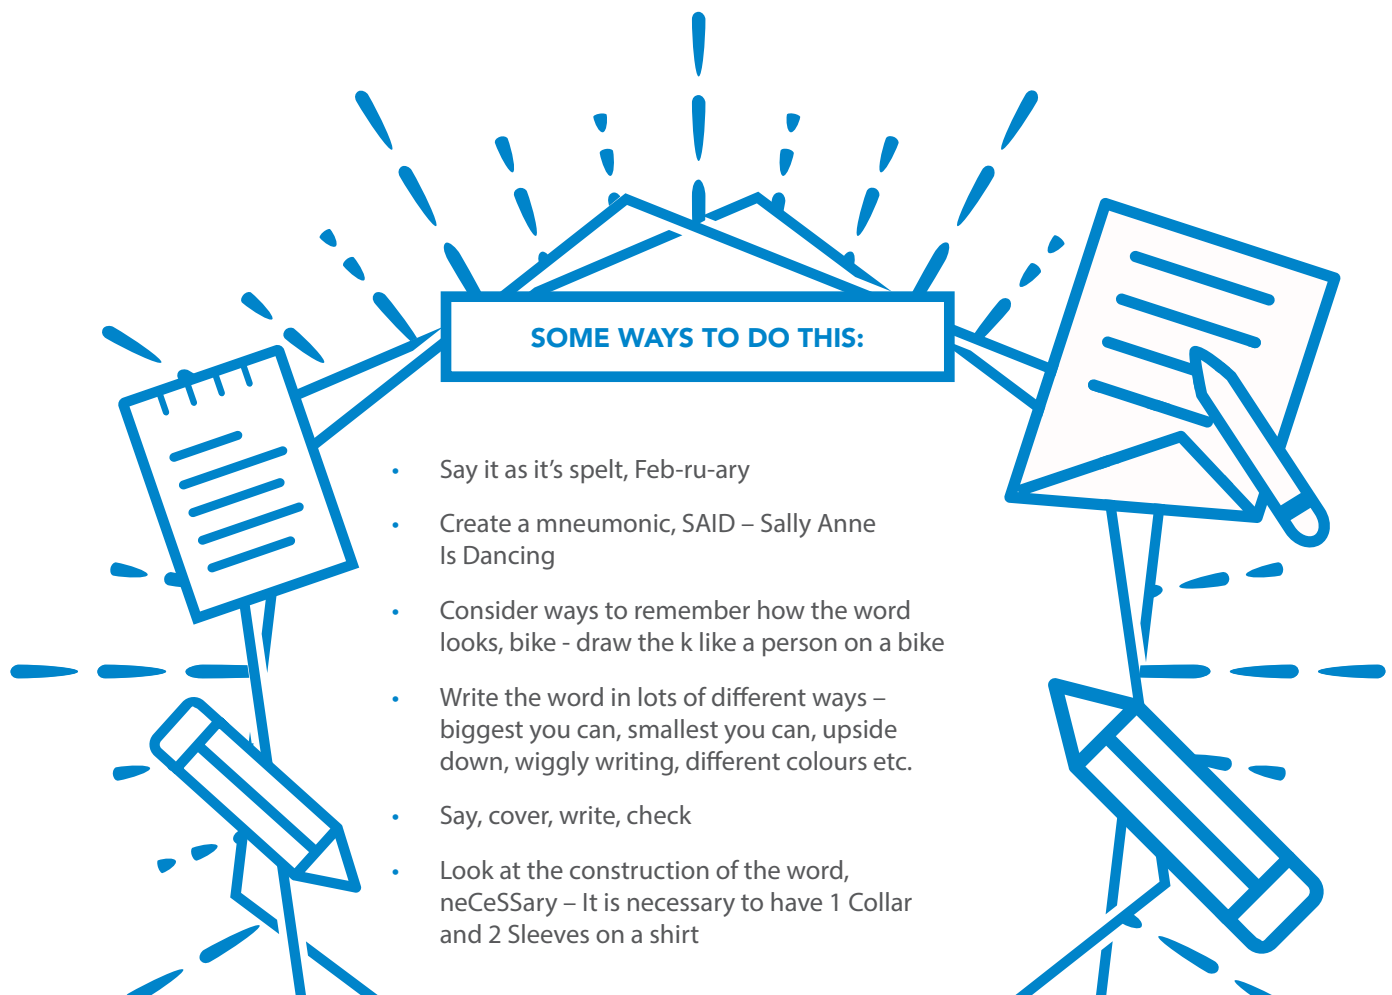 SOME WAYS TO DO THIS:
• Say it as it’s spelt, Feb-ru-ary
• Create a mneumonic, SAID – Sally Anne
Is Dancing
• Consider ways to remember how the word
looks, bike - draw the k like a person on a bike
• Write the word in lots of different ways –
biggest you can, smallest you can, upside
down, wiggly writing, different colours etc.
• Say, cover, write, check
• Look at the construction of the word,
neCeSSary – It is necessary to have 1 Collar
and 2 Sleeves on a shirt